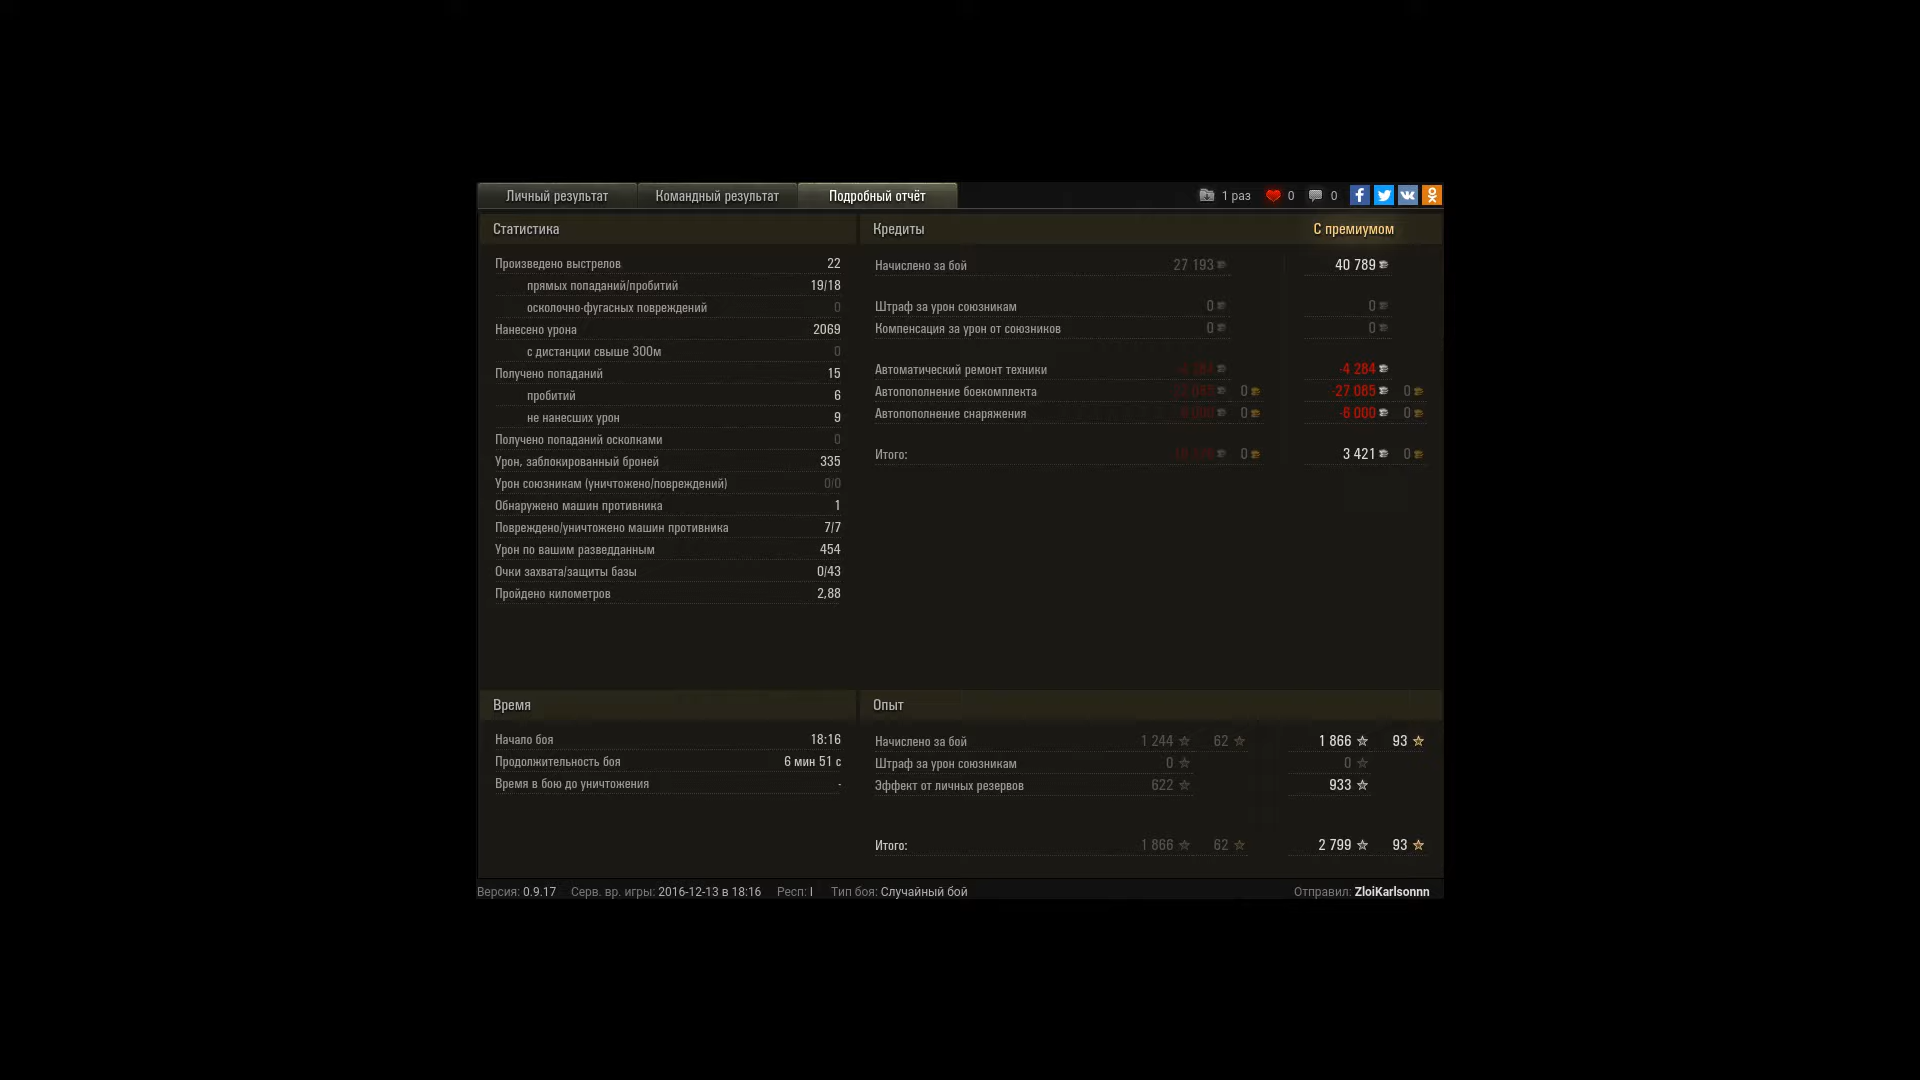 Личный результат Командный результат Подробный отчёт 1 раз 0 0
Статистика
Произведено выстрелов 22
прямых попаданий/пробитий 19/18
осколочно-фугасных повреждений 0
Нанесено урона 2069
с дистанции свыше 300м 0
Получено попаданий 15
пробитий 6
не нанесших урон 9
Получено попаданий осколками 0
Урон, заблокированный броней 335
Урон союзникам (уничтожено/повреждений) 0/0
Обнаружено машин противника 1
Повреждено/уничтожено машин противника 7/7
Урон по вашим разведданным 454
Очки захвата/защиты базы 0/43
Пройдено километров 2,88
Кредиты С премиумом
Начислено за бой 27 193 40 789
Штраф за урон союзникам 0 0
Компенсация за урон от союзников 0 0
Автоматический ремонт техники -4 284 -4 284
Автопополнение боекомплекта -27 085 0 -27 085 0
Автопополнение снаряжения -6 000 0 -6 000 0
Итого: 0 3 421 0
Время
Начало боя 18:16
Продолжительность боя 6 мин 51 с
Время в бою до уничтожения -
Опыт
Начислено за бой 1 244 62 1 866 93
Штраф за урон союзникам 0 0
Эффект от личных резервов 622 933
Итого: 1 866 62 2 799 93
Версия: 0.9.17 Серв. вр. игры: 2016-12-13 в 18:16 Респ: I Тип боя: Случайный бой Отправил: ZloiKarlsonnn